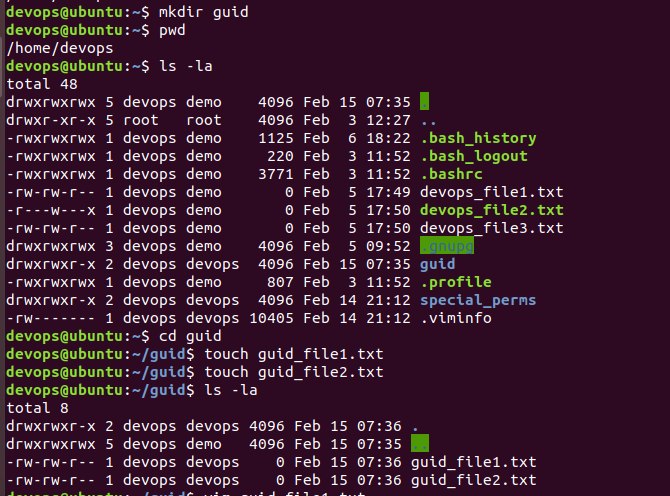 devops@ubuntu:~$ mkdir guid
devops@ubuntu:~$ pwd
/home/devops
devops@ubuntu:~$ ls -la
total 48
drwxrwxrwx 5 devops demo 4096 Feb 15 07:35 .
drwxr-xr-x 5 root root 4096 Feb 3 12:27 ..
-rwxrwxrwx 1 devops demo 1125 Feb 6 18:22 .bash_history
-rwxrwxrwx 1 devops demo 220 Feb 3 11:52 .bash_logout
-rwxrwxrwx 1 devops demo 3771 Feb 3 11:52 .bashrc
-rw-rw-r-- 1 devops demo 0 Feb 5 17:49 devops_file1.txt
-r---w---x 1 devops demo 0 Feb 5 17:50 devops_file2.txt
-rw-rw-r-- 1 devops demo 0 Feb 5 17:50 devops_file3.txt
drwxrwxrwx 3 devops demo 4096 Feb 5 09:52 .gnupg
drwxrwxr-x 2 devops devops 4096 Feb 15 07:35 guid
-rwxrwxrwx 1 devops demo 807 Feb 3 11:52 .profile
drwxrwxr-x 2 devops devops 4096 Feb 14 21:12 special_perms
-rw------- 1 devops devops 10405 Feb 14 21:12 .viminfo
devops@ubuntu:~$ cd guid
devops@ubuntu:~/guid$ touch guid_file1.txt
devops@ubuntu:~/guid$ touch guid_file2.txt
devops@ubuntu:~/guid$ ls -la
total 8
drwxrwxr-x 2 devops devops 4096 Feb 15 07:36 .
drwxrwxrwx 5 devops demo 4096 Feb 15 07:35 ..
-rw-rw-r-- 1 devops devops 0 Feb 15 07:36 guid_file1.txt
-rw-rw-r-- 1 devops devops 0 Feb 15 07:36 guid_file2.txt
devops@ubuntu:~/guid$ vim guid_file1.txt